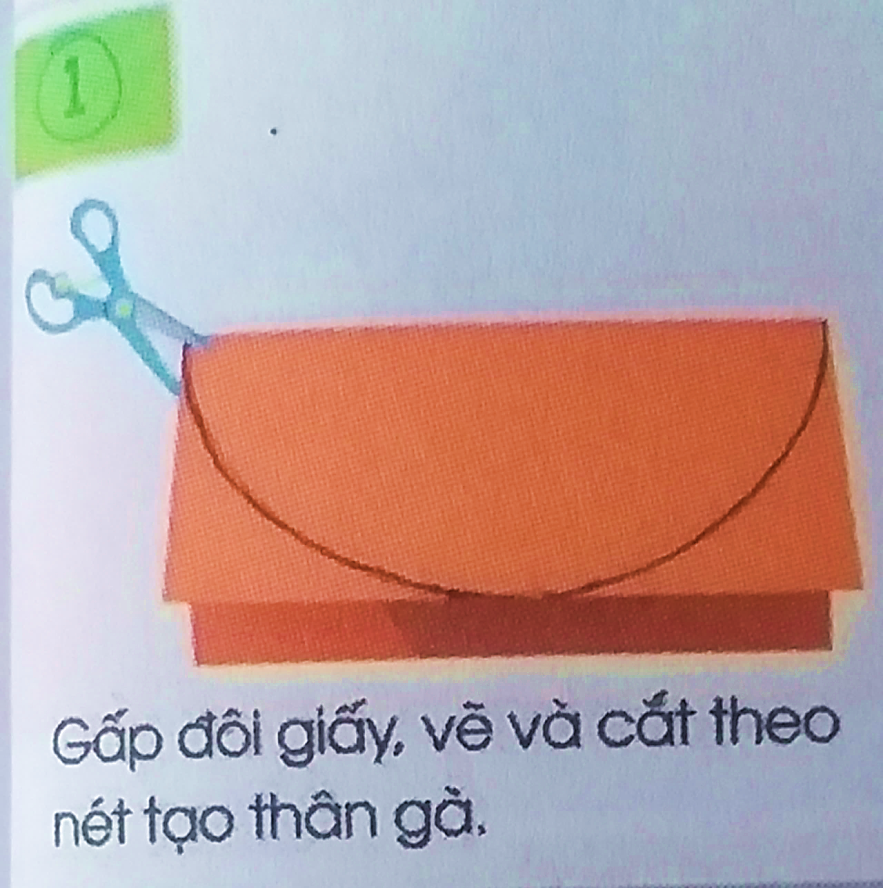 1
Gấp đôi giấy, vẽ và cắt theo
nét tạo thân gà.